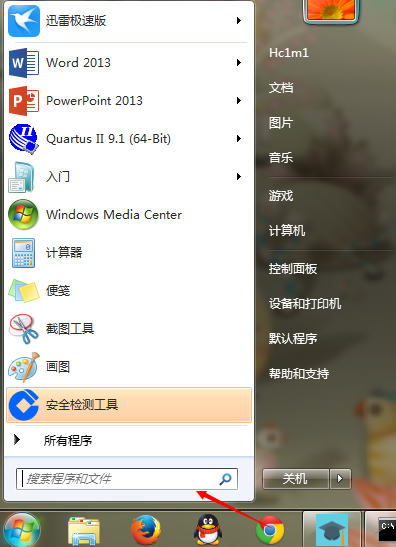 迅雷极速版
Word 2013
PowerPoint 2013
Quartus II 9.1 (64-Bit)
入门
Windows Media Center
计算器
便笺
截图工具
画图
安全检测工具
所有程序
搜索程序和文件
Hc1m1
文档
图片
音乐
游戏
计算机
控制面板
设备和打印机
默认程序
帮助和支持
关机
C:\